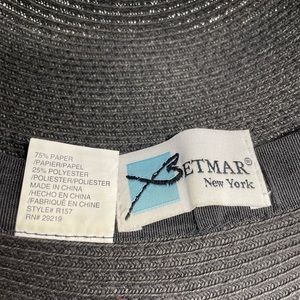 75% PAPER
/PAPIER/PAPEL
25% POLYESTER
/POLIESTER/POLIESTER
MADE IN CHINA
/HECHO EN CHINA
/FABRIQUE EN CHINE
STYLE# R157
RN# 29219
BETMAR®
New York